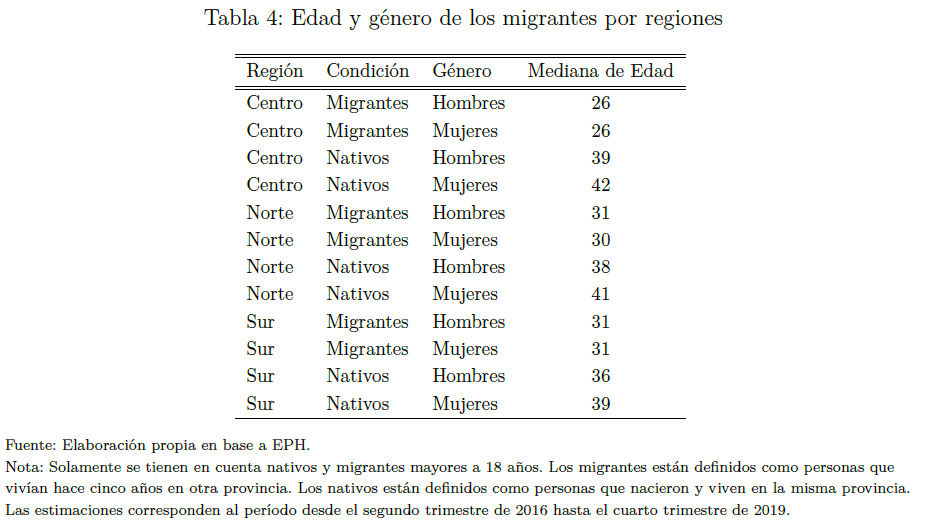 Tabla 4: Edad y género de los migrantes por regiones
Región Condición Género Mediana de Edad
Centro Migrantes Hombres 26
Centro Migrantes Mujeres 26
Centro Nativos Hombres 39
Centro Nativos Mujeres 42
Norte Migrantes Hombres 31
Norte Migrantes Mujeres 30
Norte Nativos Hombres 38
Norte Nativos Mujeres 41
Sur Migrantes Hombres 31
Sur Migrantes Mujeres 31
Sur Nativos Hombres 36
Sur Nativos Mujeres 39
Fuente: Elaboración propia en base a EPH.
Nota: Solamente se tienen en cuenta nativos y migrantes mayores a 18 años. Los migrantes están definidos como personas que
vivían hace cinco años en otra provincia. Los nativos están definidos como personas que nacieron y viven en la misma provincia.
Las estimaciones corresponden al período desde el segundo trimestre de 2016 hasta el cuarto trimestre de 2019.